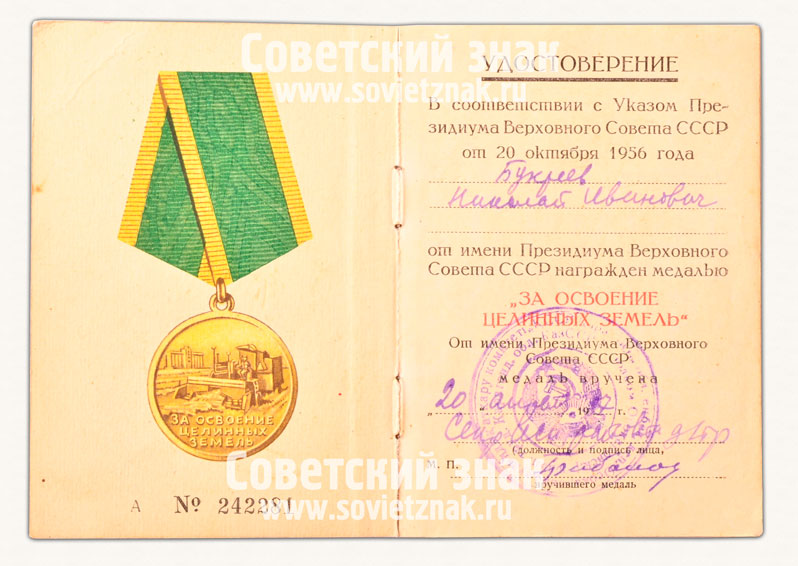 Советский знак
www.sovietznak.ru
ЗА ОСВОЕНИЕ
ЦЕЛИННЫХ
ЗЕМЕЛЬ
А № 242281
УДОСТОВЕРЕНИЕ
В соответствии с Указом Пре-
зидиума Верховного Совета СССР
от 20 октября 1956 года
Букреев
Николай Иванович
от имени Президиума Верховного
Совета СССР награжден медалью
„ЗА ОСВОЕНИЕ
ЦЕЛИННЫХ ЗЕМЕЛЬ“
От имени Президиума Верховного
Совета СССР
медаль вручена
„20“ 19 г.
(должность и подпись лица,
М. П.
вручившего медаль
Советский знак
www.sovietznak.ru